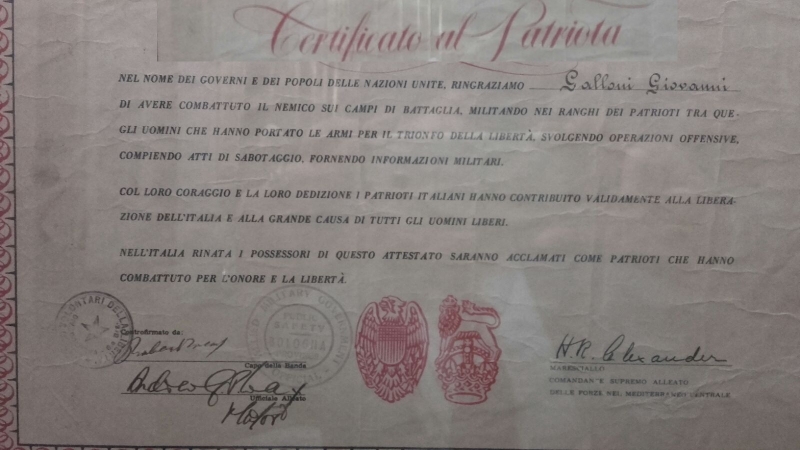 Certificato al Patriota
NEL NOME DEI GOVERNI E DEI POPOLI DELLE NAZIONI UNITE, RINGRAZIAMO Galloni Giovanni
DI AVERE COMBATTUTO IL NEMICO SUI CAMPI DI BATTAGLIA, MILITANDO NEI RANGHI DEI PATRIOTI TRA QUE-
GLI UOMINI CHE HANNO PORTATO LE ARMI PER IL TRIONFO DELLA LIBERTÀ, SVOLGENDO OPERAZIONI OFFENSIVE,
COMPIENDO ATTI DI SABOTAGGIO, FORNENDO INFORMAZIONI MILITARI.
COL LORO CORAGGIO E LA LORO DEDIZIONE I PATRIOTI ITALIANI HANNO CONTRIBUITO VALIDAMENTE ALLA LIBERA-
ZIONE DELL'ITALIA E ALLA GRANDE CAUSA DI TUTTI GLI UOMINI LIBERI.
NELL'ITALIA RINATA I POSSESSORI DI QUESTO ATTESTATO SARANNO ACCLAMATI COME PATRIOTI CHE HANNO
COMBATTUTO PER L'ONORE E LA LIBERTÀ.
Controfirmato da:
Capo della Banda
Ufficiale Alleato
H.R. Alexander
MARESCIALLO
COMANDANTE SUPREMO ALLEATO
DELLE FORZE NEL MEDITERRANEO CENTRALE